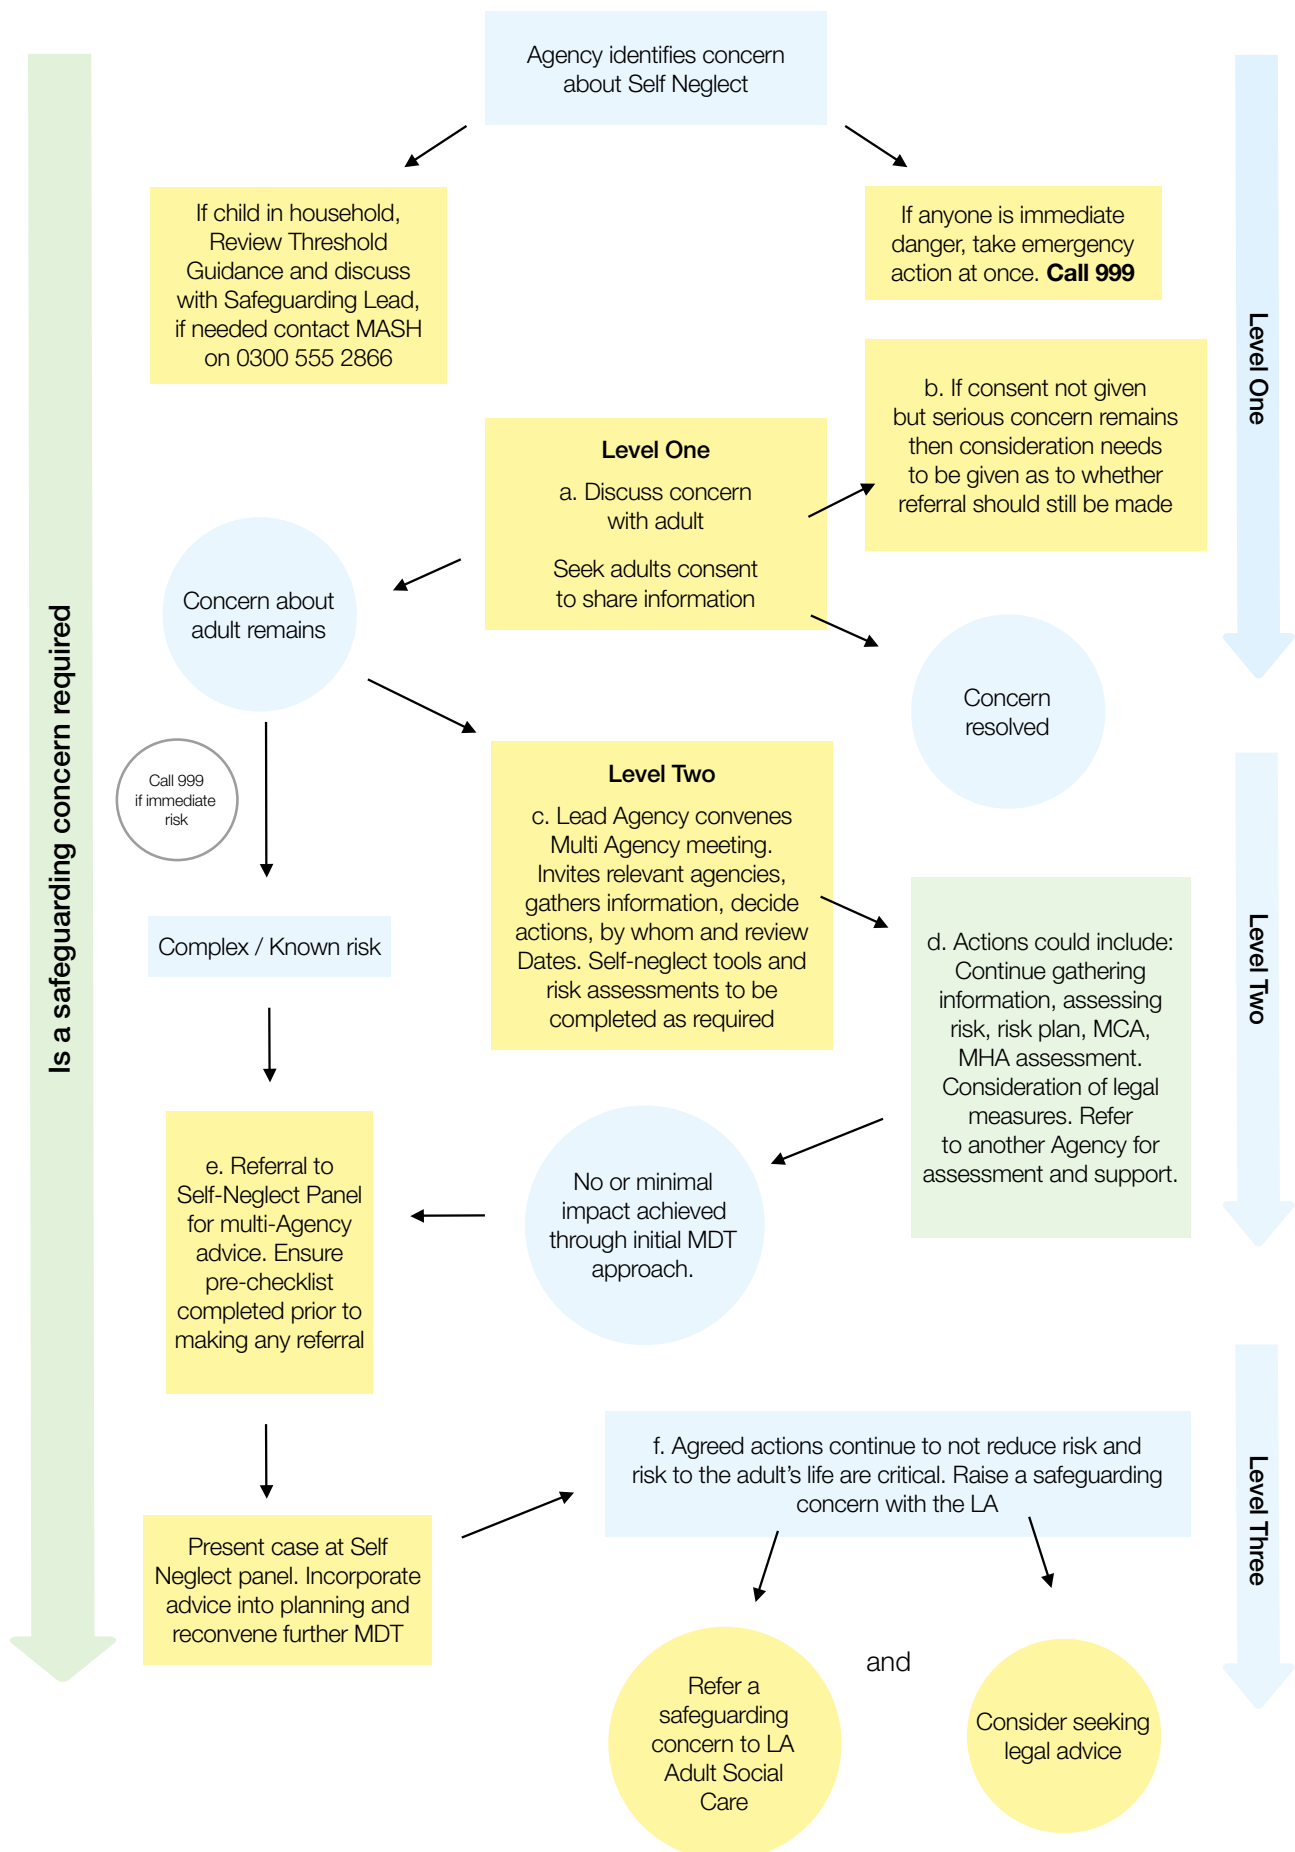 Agency identifies concern
about Self Neglect
If child in household,
Review Threshold
Guidance and discuss
with Safeguarding Lead,
if needed contact MASH
on 0300 555 2866
If anyone is immediate
danger, take emergency
action at once. Call 999
Level One
b. If consent not given
but serious concern remains
then consideration needs
to be given as to whether
referral should still be made
Level One
a. Discuss concern
with adult
Seek adults consent
to share information
Concern about
adult remains
Concern
resolved
Is a safeguarding concern required
Call 999
if immediate
risk
Level Two
c. Lead Agency convenes
Multi Agency meeting.
Invites relevant agencies,
gathers information, decide
actions, by whom and review
Dates. Self-neglect tools and
risk assessments to be
completed as required
Complex / Known risk
d. Actions could include:
Continue gathering
information, assessing
risk, risk plan, MCA,
MHA assessment.
Consideration of legal
measures. Refer
to another Agency for
assessment and support.
Level Two
e. Referral to
Self-Neglect Panel
for multi-Agency
advice. Ensure
pre-checklist
completed prior to
making any referral
No or minimal
impact achieved
through initial MDT
approach.
f. Agreed actions continue to not reduce risk and
risk to the adult's life are critical. Raise a safeguarding
concern with the LA
Level Three
Present case at Self
Neglect panel. Incorporate
advice into planning and
reconvene further MDT
Refer a
safeguarding
concern to LA
Adult Social
Care
and
Consider seeking
legal advice